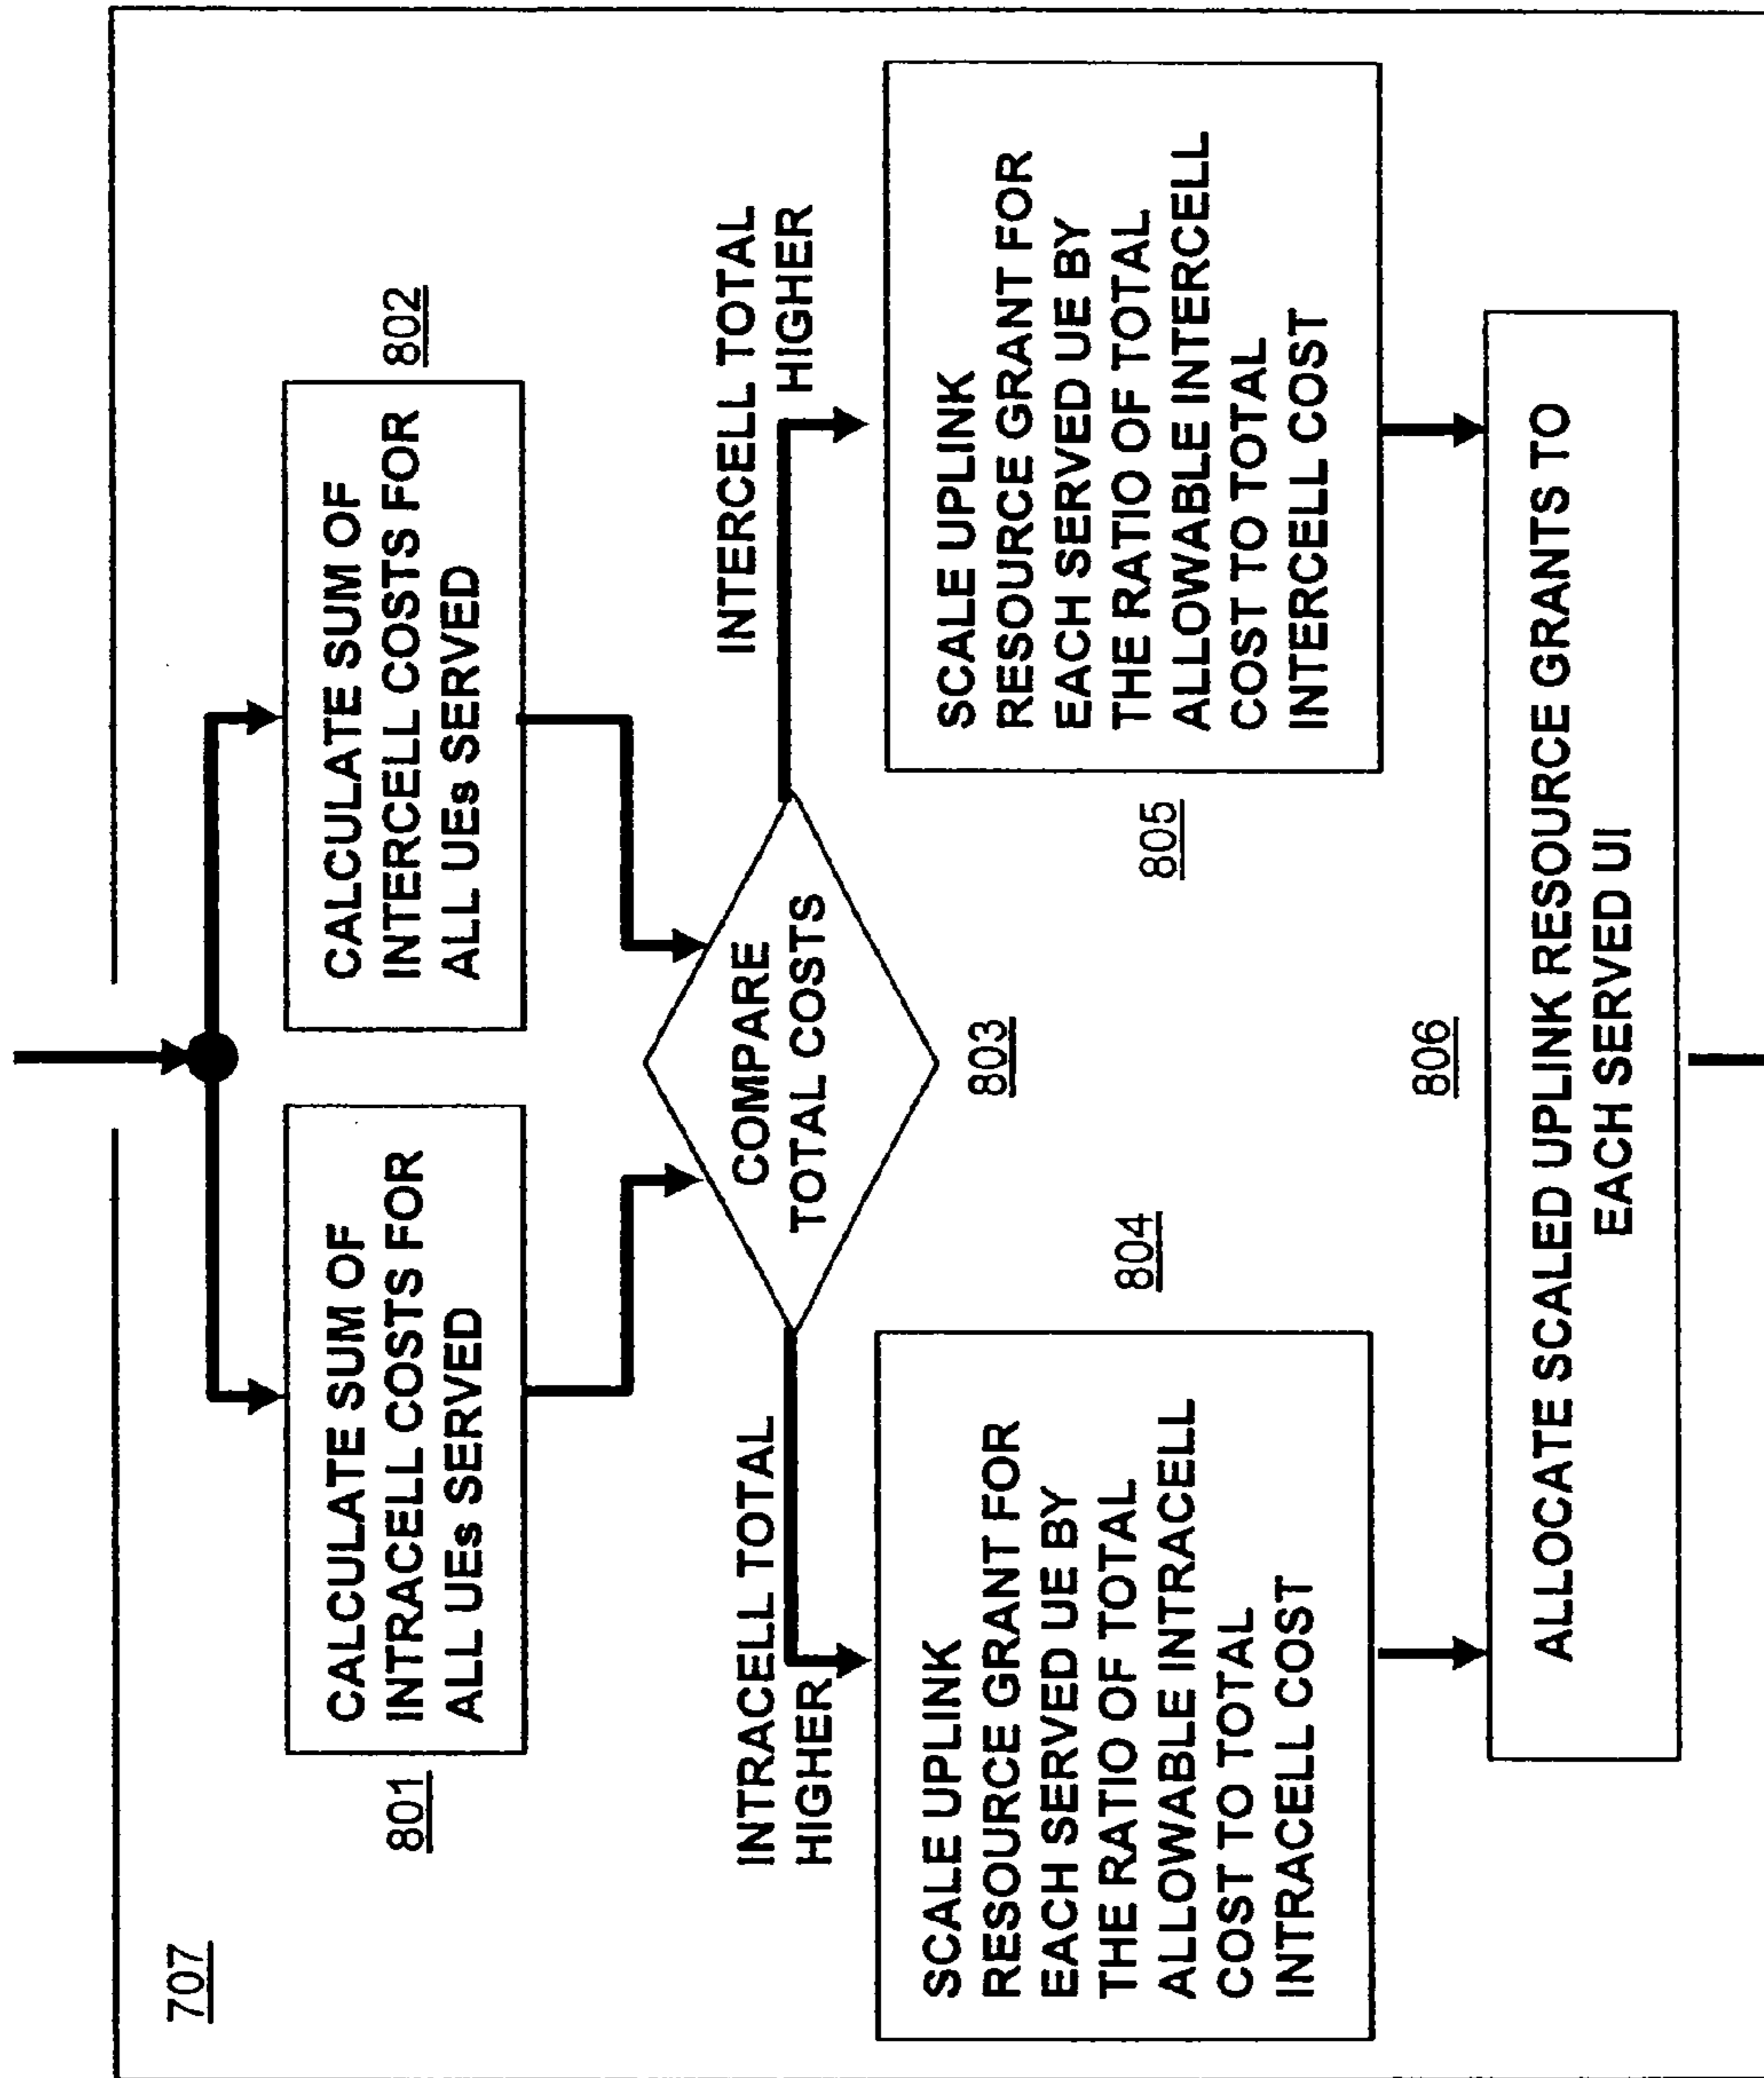 707
801
CALCULATE SUM OF
INTRACELL COSTS FOR
ALL UEs SERVED
CALCULATE SUM OF
INTERCELL COSTS FOR
ALL UEs SERVED
802
INTRACELL TOTAL
HIGHER
COMPARE
TOTAL COSTS
803
INTERCELL TOTAL
HIGHER
SCALE UPLINK
RESOURCE GRANT FOR
EACH SERVED UE BY
THE RATIO OF TOTAL
ALLOWABLE INTRACELL
COST TO TOTAL
INTRACELL COST
804
805
SCALE UPLINK
RESOURCE GRANT FOR
EACH SERVED UE BY
THE RATIO OF TOTAL
ALLOWABLE INTERCELL
COST TO TOTAL
INTERCELL COST
806
ALLOCATE SCALED UPLINK RESOURCE GRANTS TO
EACH SERVED UI